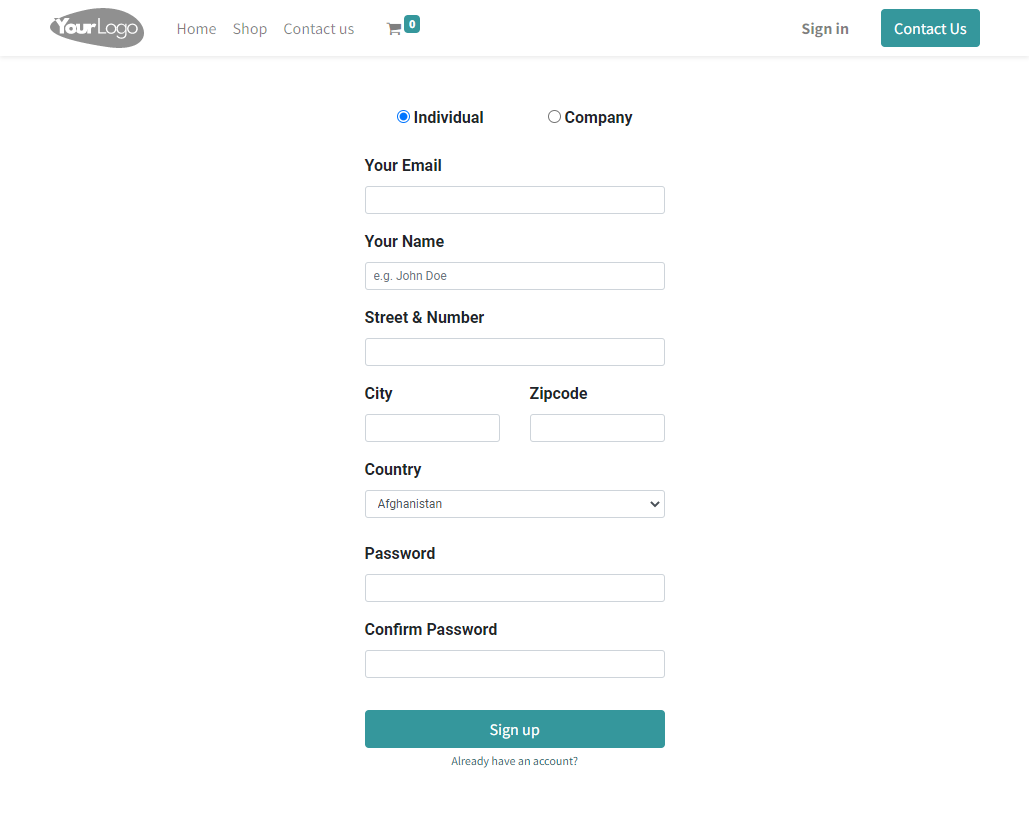 YourLogo Home Shop Contact us 0 Sign in Contact Us
Individual Company
Your Email
Your Name
e.g. John Doe
Street & Number
City Zipcode
Country
Afghanistan
Password
Confirm Password
Sign up
Already have an account?